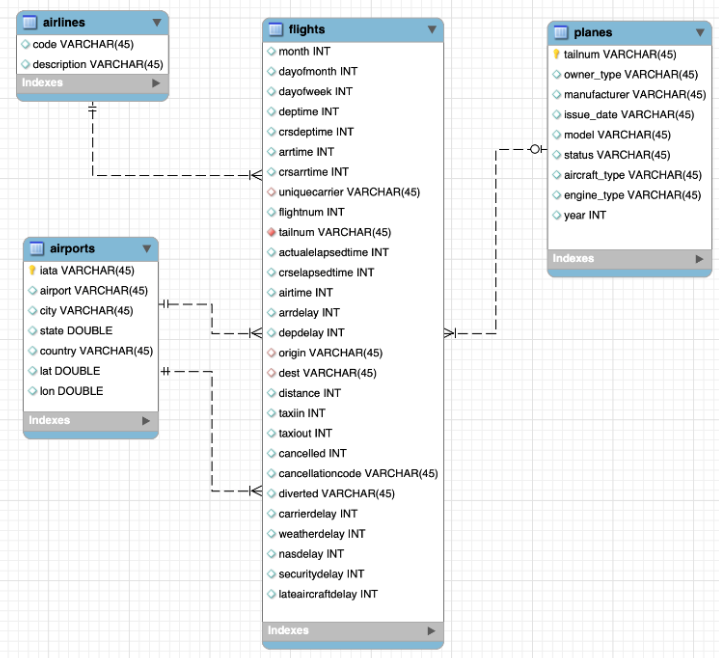 airlines
code VARCHAR(45)
description VARCHAR(45)
Indexes
airports
iata VARCHAR(45)
airport VARCHAR(45)
city VARCHAR(45)
state DOUBLE
country VARCHAR(45)
lat DOUBLE
lon DOUBLE
Indexes
flights
month INT
dayofmonth INT
dayofweek INT
deptime INT
crsdeptime INT
arrtime INT
crsarrtime INT
uniquecarrier VARCHAR(45)
flightnum INT
tailnum VARCHAR(45)
actualelapsedtime INT
crselapsedtime INT
airtime INT
arrdelay INT
depdelay INT
origin VARCHAR(45)
dest VARCHAR(45)
distance INT
taxiin INT
taxiout INT
cancelled INT
cancellationcode VARCHAR(45)
diverted VARCHAR(45)
carrierdelay INT
weatherdelay INT
nasdelay INT
securitydelay INT
lateaircraftdelay INT
Indexes
planes
tailnum VARCHAR(45)
owner_type VARCHAR(45)
manufacturer VARCHAR(45)
issue_date VARCHAR(45)
model VARCHAR(45)
status VARCHAR(45)
aircraft_type VARCHAR(45)
engine_type VARCHAR(45)
year INT
Indexes